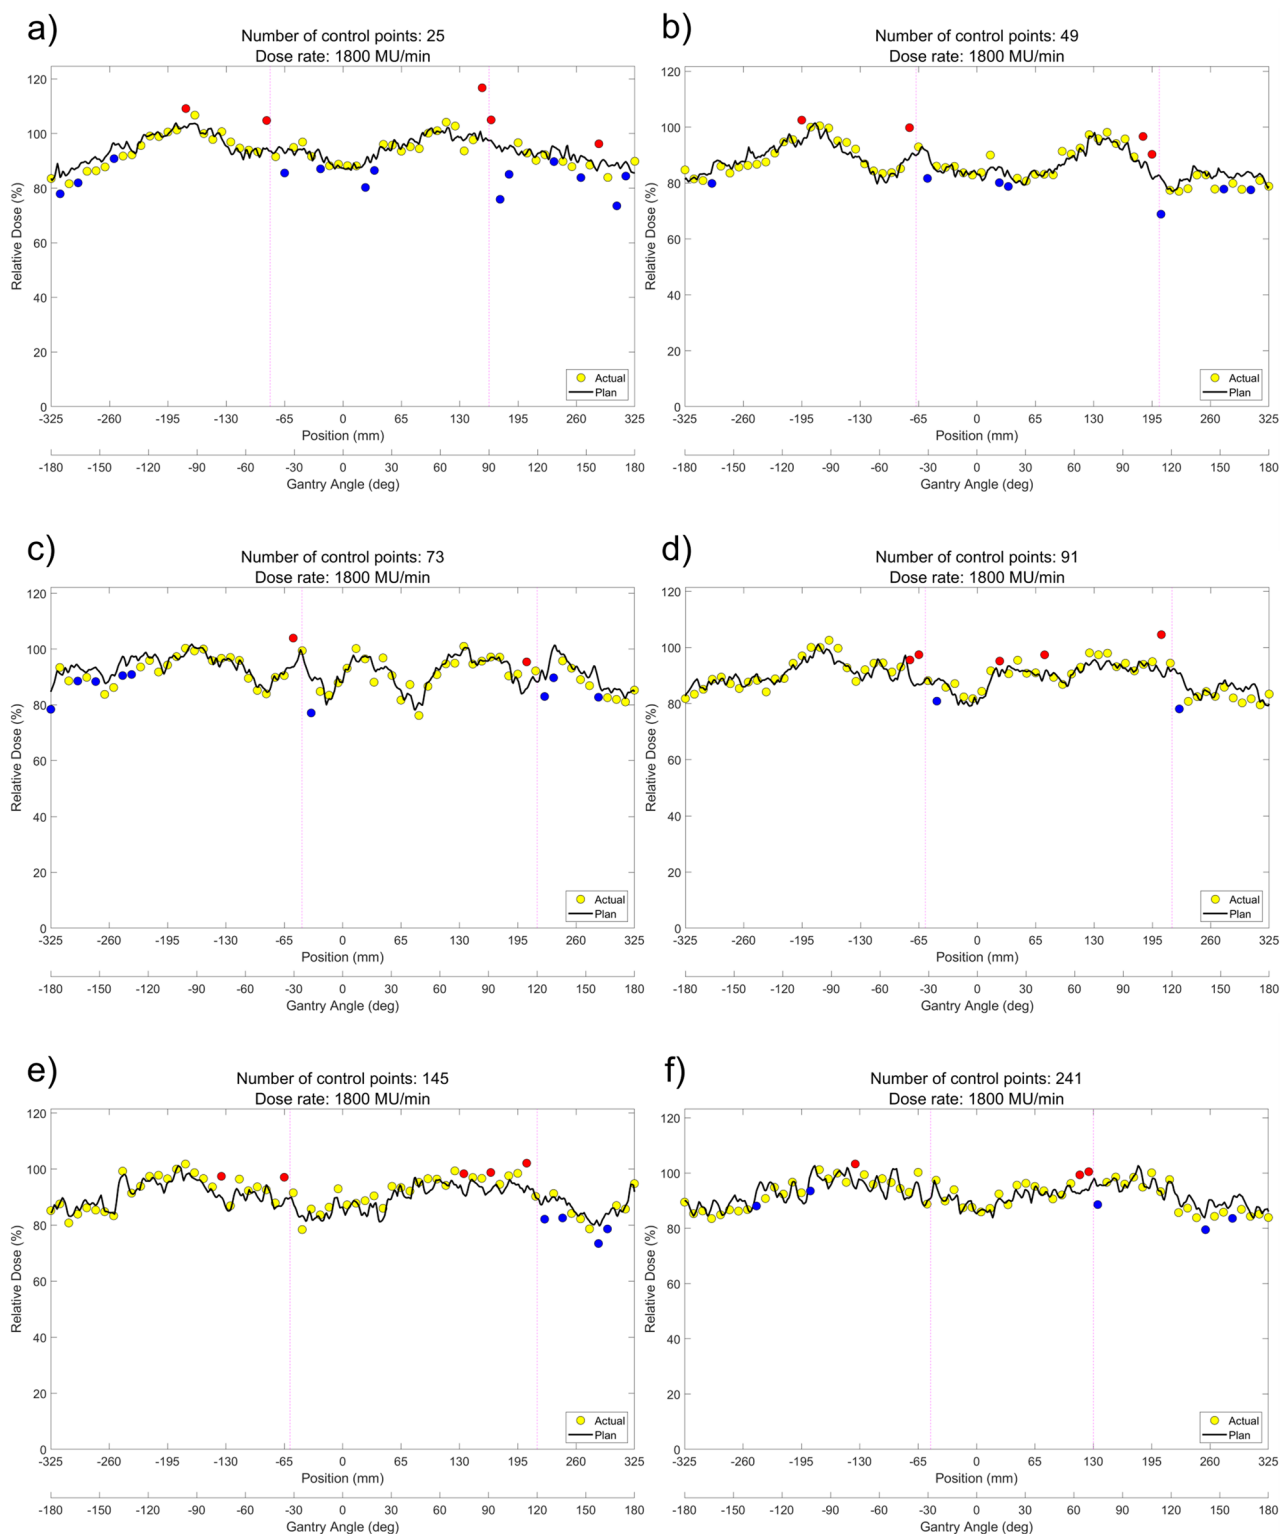 a)
Number of control points: 25
Dose rate: 1800 MU/min
120
100
80
60
40
20
0
Relative Dose (%)
Actual
Plan
-325 -260 -195 -130 -65 0 65 130 195 260 325
Position (mm)
-180 -150 -120 -90 -60 -30 0 30 60 90 120 150 180
Gantry Angle (deg)
b)
Number of control points: 49
Dose rate: 1800 MU/min
120
100
80
60
40
20
0
Relative Dose (%)
Actual
Plan
-325 -260 -195 -130 -65 0 65 130 195 260 325
Position (mm)
-180 -150 -120 -90 -60 -30 0 30 60 90 120 150 180
Gantry Angle (deg)
c)
Number of control points: 73
Dose rate: 1800 MU/min
120
100
80
60
40
20
0
Relative Dose (%)
Actual
Plan
-325 -260 -195 -130 -65 0 65 130 195 260 325
Position (mm)
-180 -150 -120 -90 -60 -30 0 30 60 90 120 150 180
Gantry Angle (deg)
d)
Number of control points: 91
Dose rate: 1800 MU/min
120
100
80
60
40
20
0
Relative Dose (%)
Actual
Plan
-325 -260 -195 -130 -65 0 65 130 195 260 325
Position (mm)
-180 -150 -120 -90 -60 -30 0 30 60 90 120 150 180
Gantry Angle (deg)
e)
Number of control points: 145
Dose rate: 1800 MU/min
120
100
80
60
40
20
0
Relative Dose (%)
Actual
Plan
-325 -260 -195 -130 -65 0 65 130 195 260 325
Position (mm)
-180 -150 -120 -90 -60 -30 0 30 60 90 120 150 180
Gantry Angle (deg)
f)
Number of control points: 241
Dose rate: 1800 MU/min
120
100
80
60
40
20
0
Relative Dose (%)
Actual
Plan
-325 -260 -195 -130 -65 0 65 130 195 260 325
Position (mm)
-180 -150 -120 -90 -60 -30 0 30 60 90 120 150 180
Gantry Angle (deg)